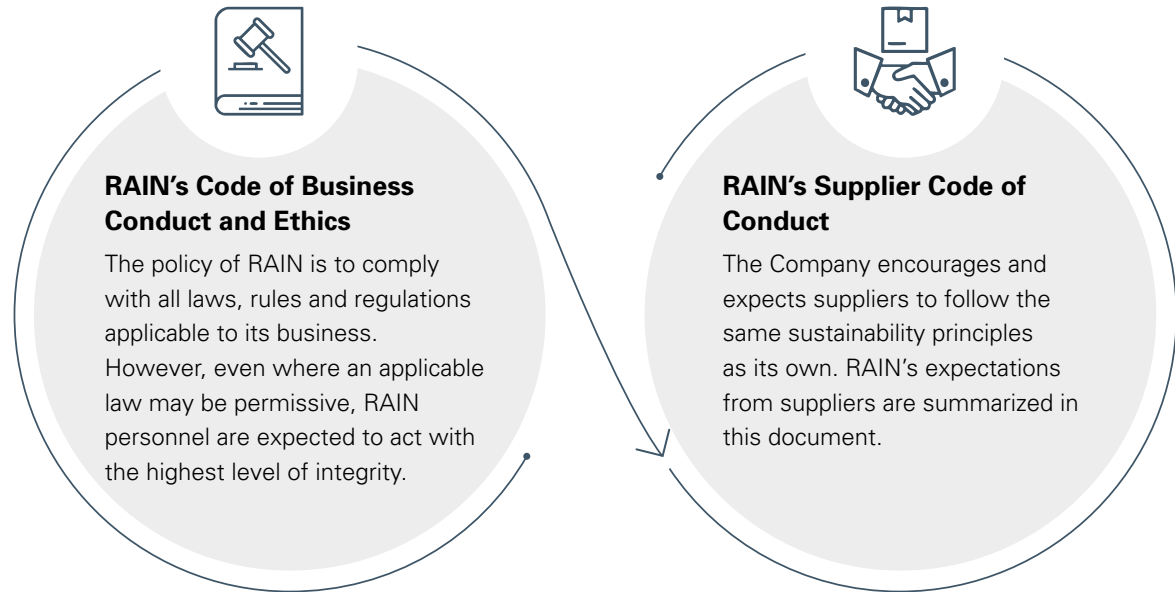 RAIN’s Code of Business
Conduct and Ethics
The policy of RAIN is to comply
with all laws, rules and regulations
applicable to its business.
However, even where an applicable
law may be permissive, RAIN
personnel are expected to act with
the highest level of integrity.
RAIN’s Supplier Code of
Conduct
The Company encourages and
expects suppliers to follow the
same sustainability principles
as its own. RAIN’s expectations
from suppliers are summarized in
this document.